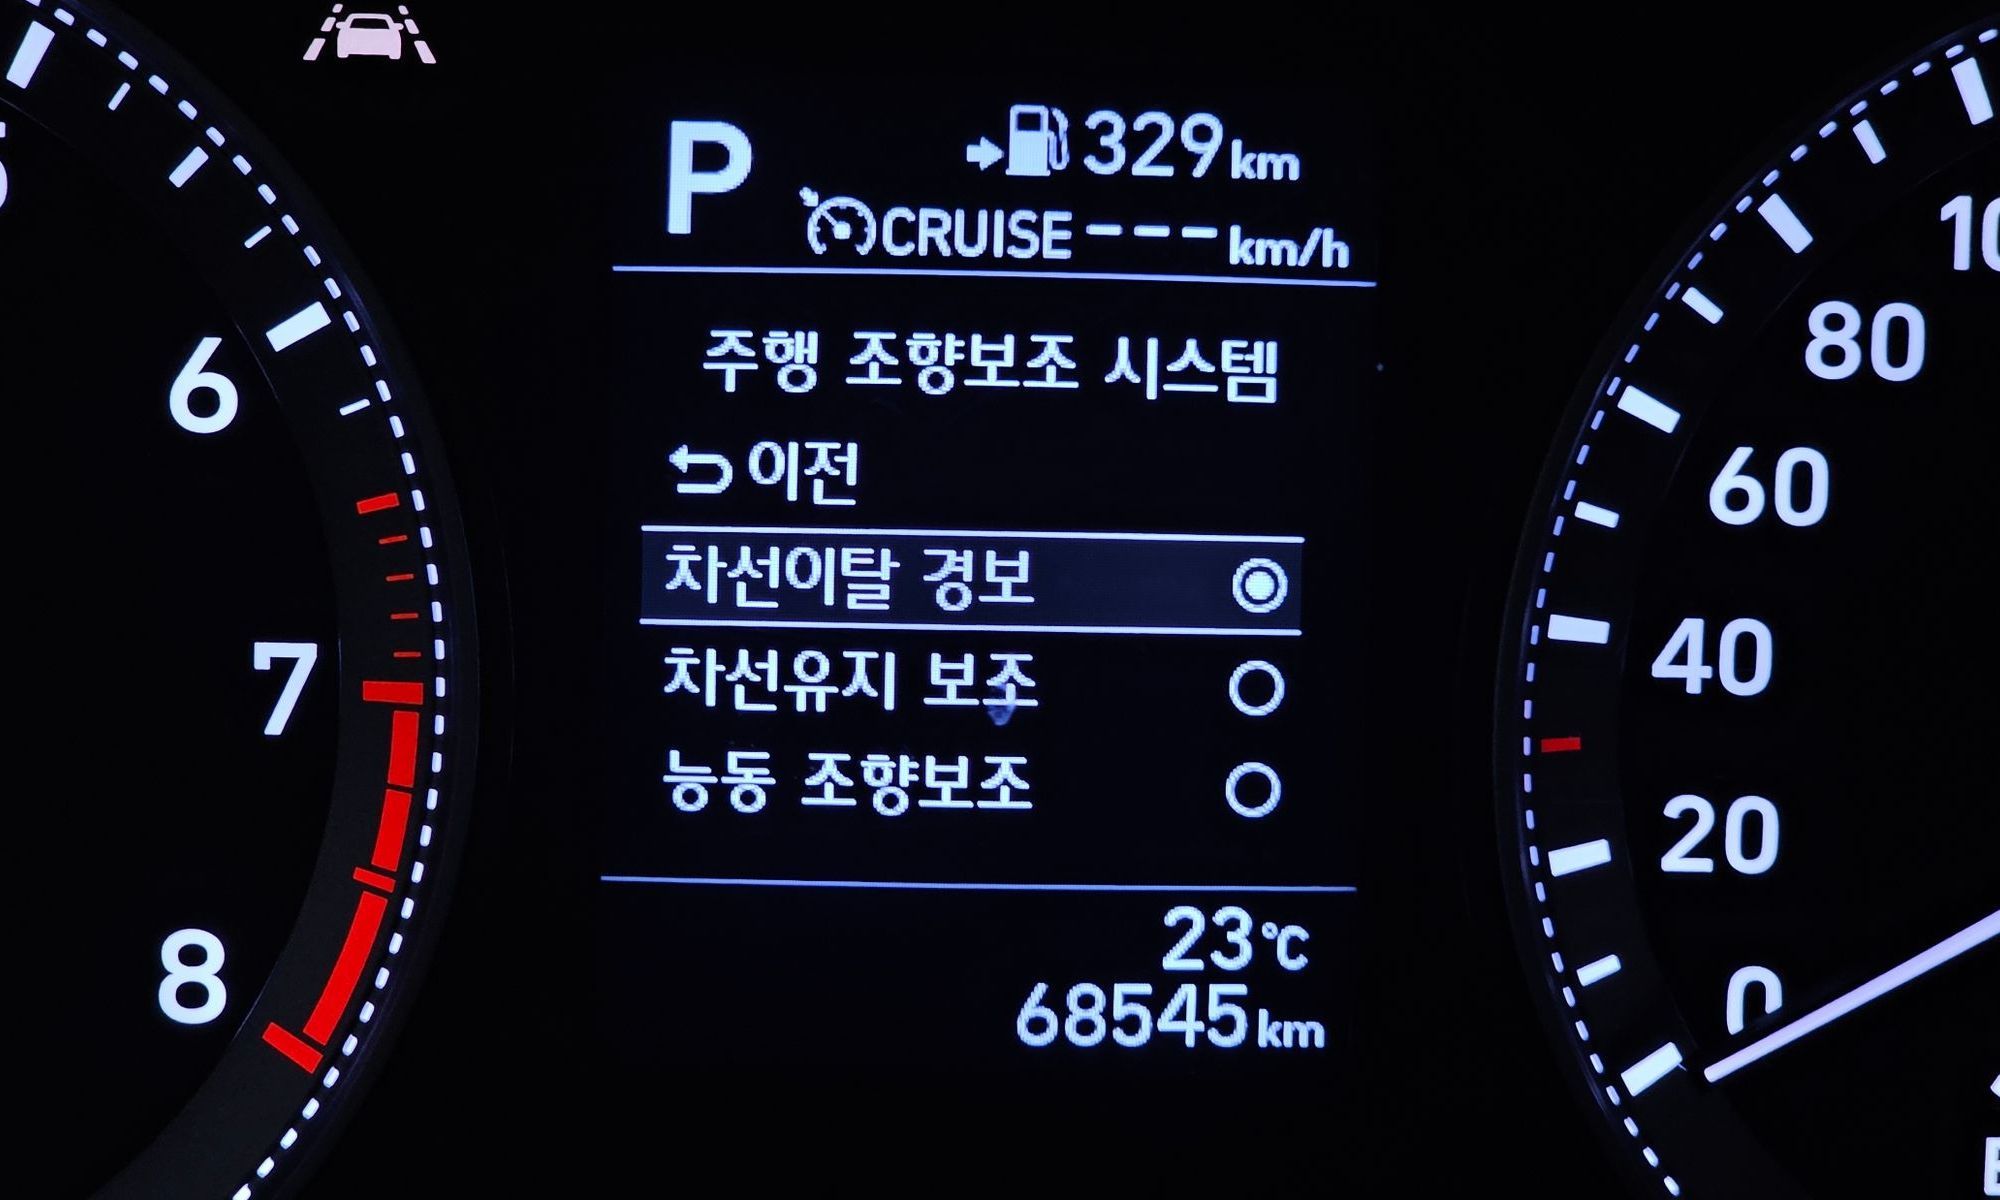 P
329km
CRUISE---km/h
주행 조향보조 시스템
이전
차선이탈 경보
차선유지 보조
능동 조향보조
23℃
68545km
6
7
8
80
60
40
20
0